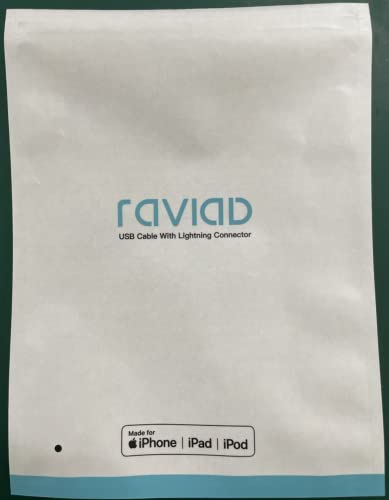 raviad
USB Cable With Lightning Connector
Made for
iPhone | iPad | iPod